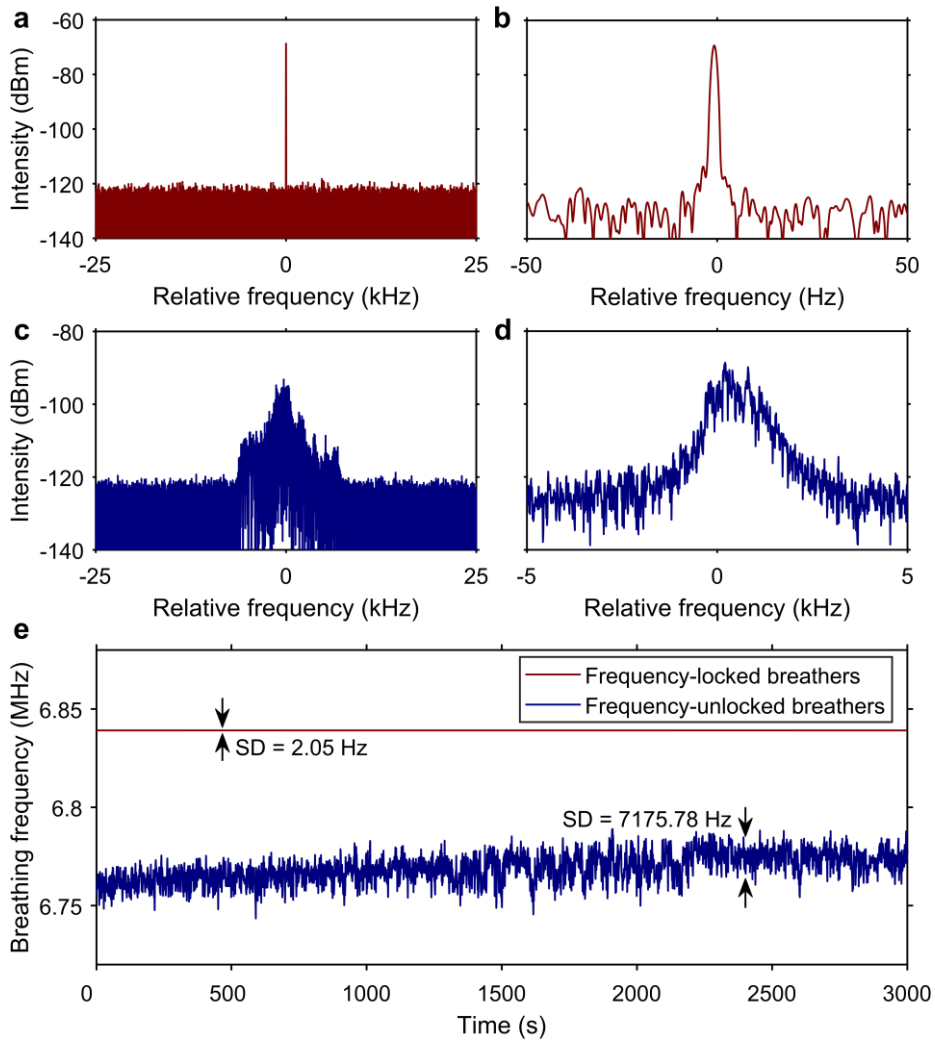 a
-60
-80
-100
-120
-140
Intensity (dBm)
-25 0 25
Relative frequency (kHz)
b
-50 0 50
Relative frequency (Hz)
c
-80
-100
-120
-140
Intensity (dBm)
-25 0 25
Relative frequency (kHz)
d
-5 0 5
Relative frequency (kHz)
e
Breathing frequency (MHz)
6.85
6.8
6.75
Frequency-locked breathers
Frequency-unlocked breathers
SD = 2.05 Hz
SD = 7175.78 Hz
0 500 1000 1500 2000 2500 3000
Time (s)